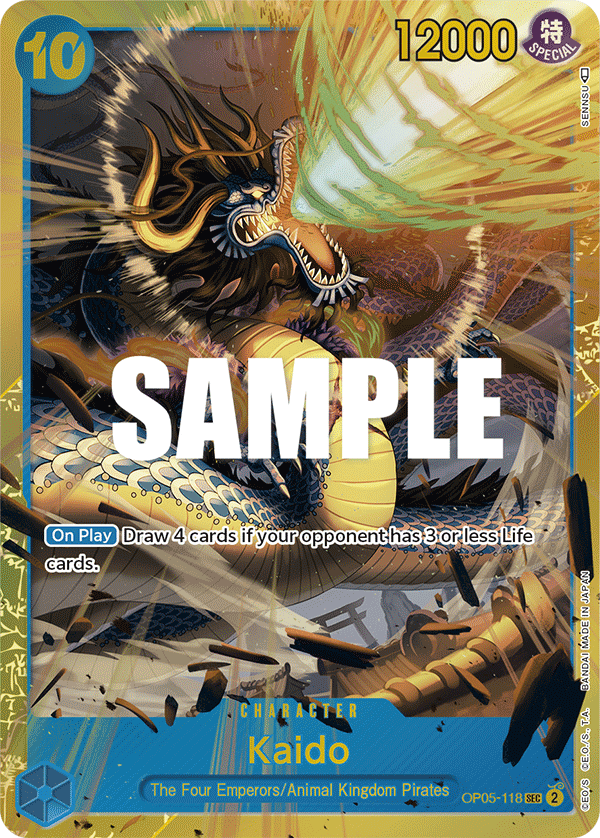 10
12000
特
SPECIAL
SENNSU
SAMPLE
On Play Draw 4 cards if your opponent has 3 or less Life
cards.
CHARACTER
Kaido
The Four Emperors/Animal Kingdom Pirates
OP05-118 SEC 2
©E.O/S ©E.O./S., T.A. BANDAI MADE IN JAPAN